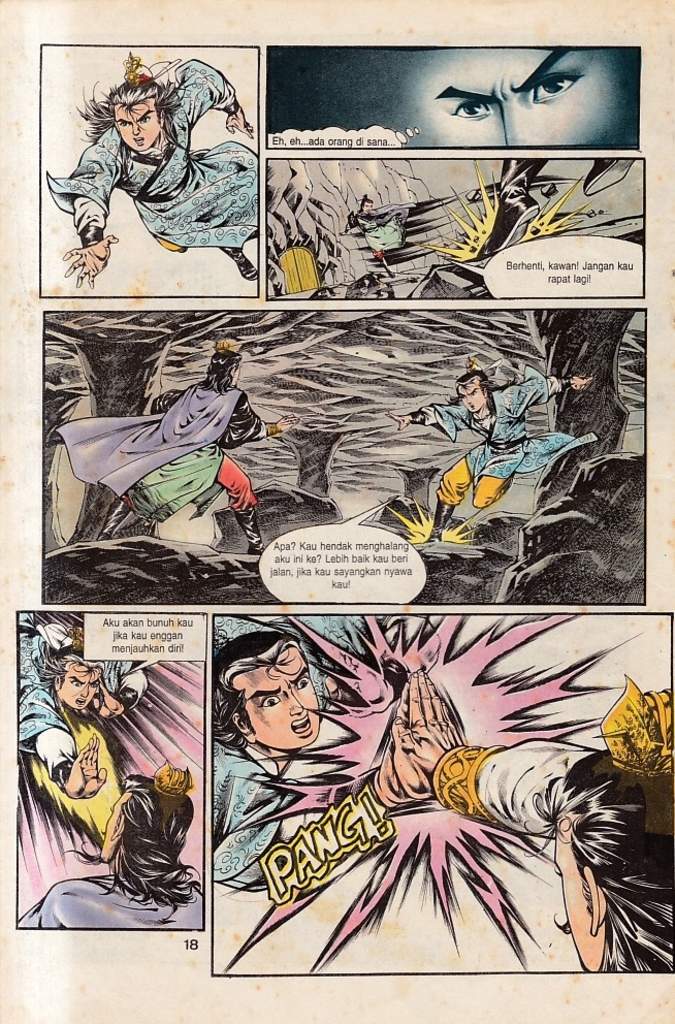 Eh, eh...ada orang di sana...
Berhenti, kawan! Jangan kau
rapat lagi!
Apa? Kau hendak menghalang
aku ini ke? Lebih baik kau beri
jalan, jika kau sayangkan nyawa
kau!
Aku akan bunuh kau
jika kau enggan
menjauhkan diri!
PANG!!
18